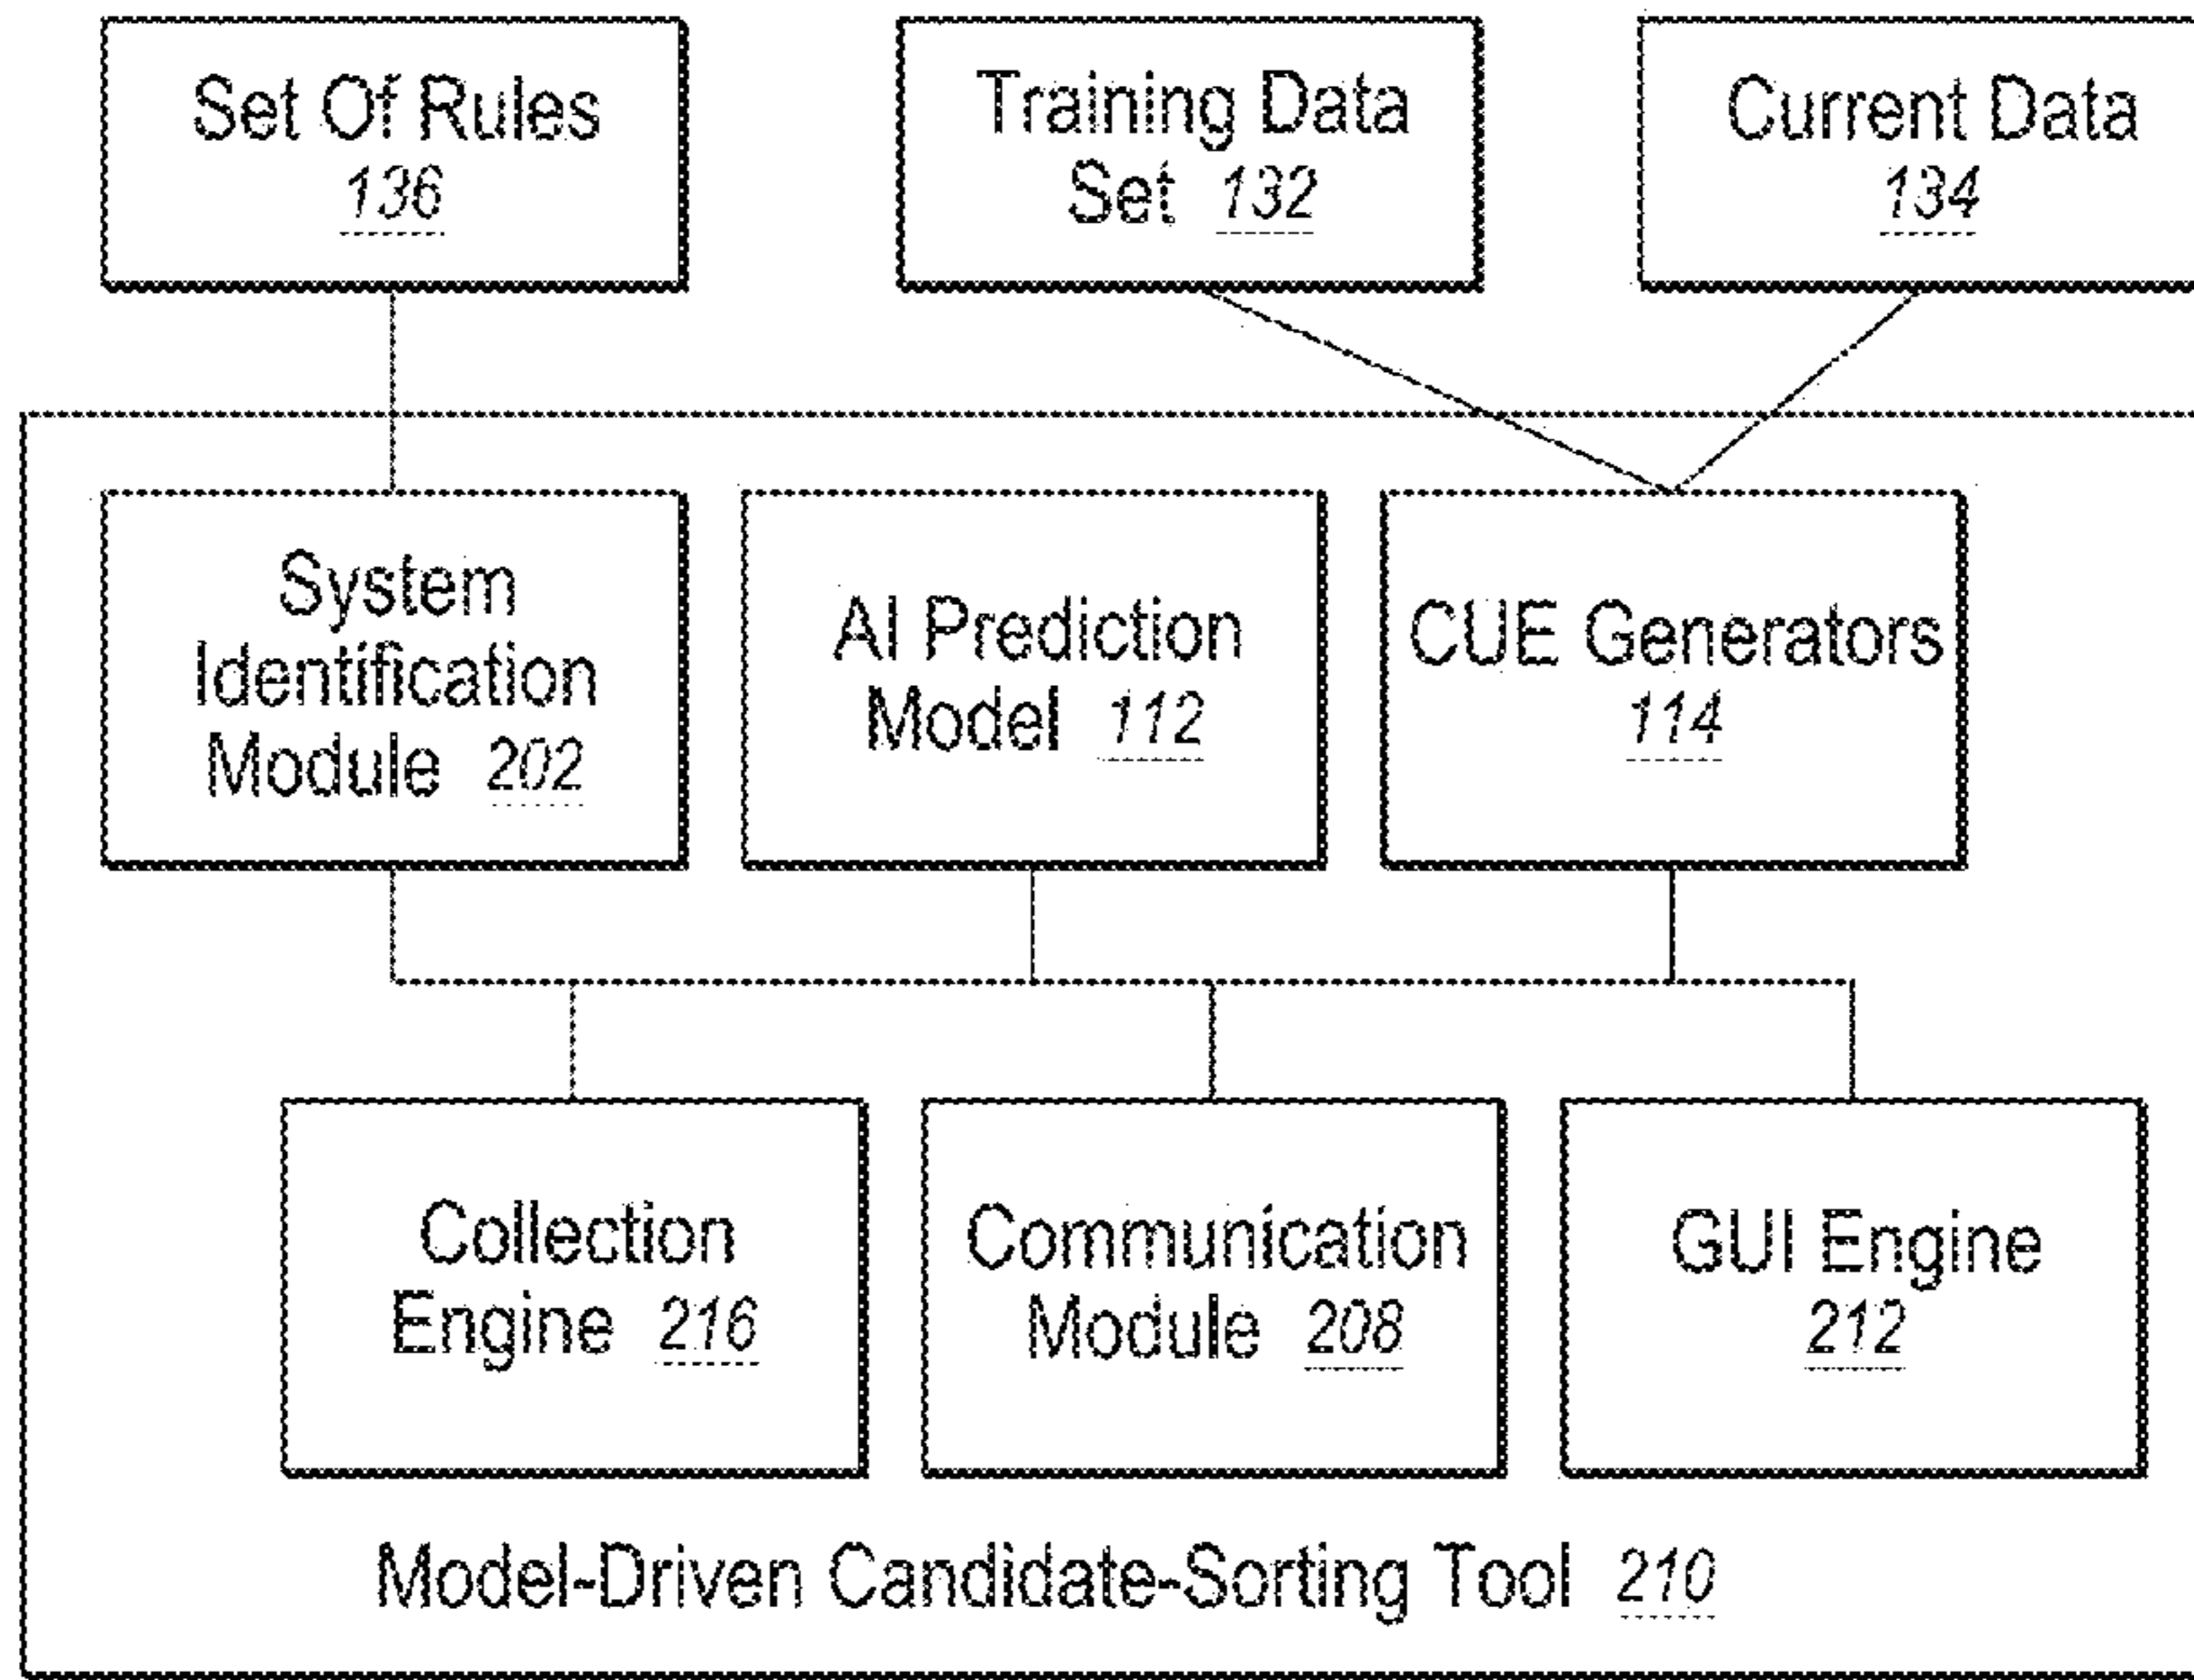 Set Of Rules
136
Training Data
Set 132
Current Data
134
System
Identification
Module 202
AI Prediction
Model 112
CUE Generators
114
Collection
Engine 216
Communication
Module 208
GUI Engine
212
Model-Driven Candidate-Sorting Tool 210